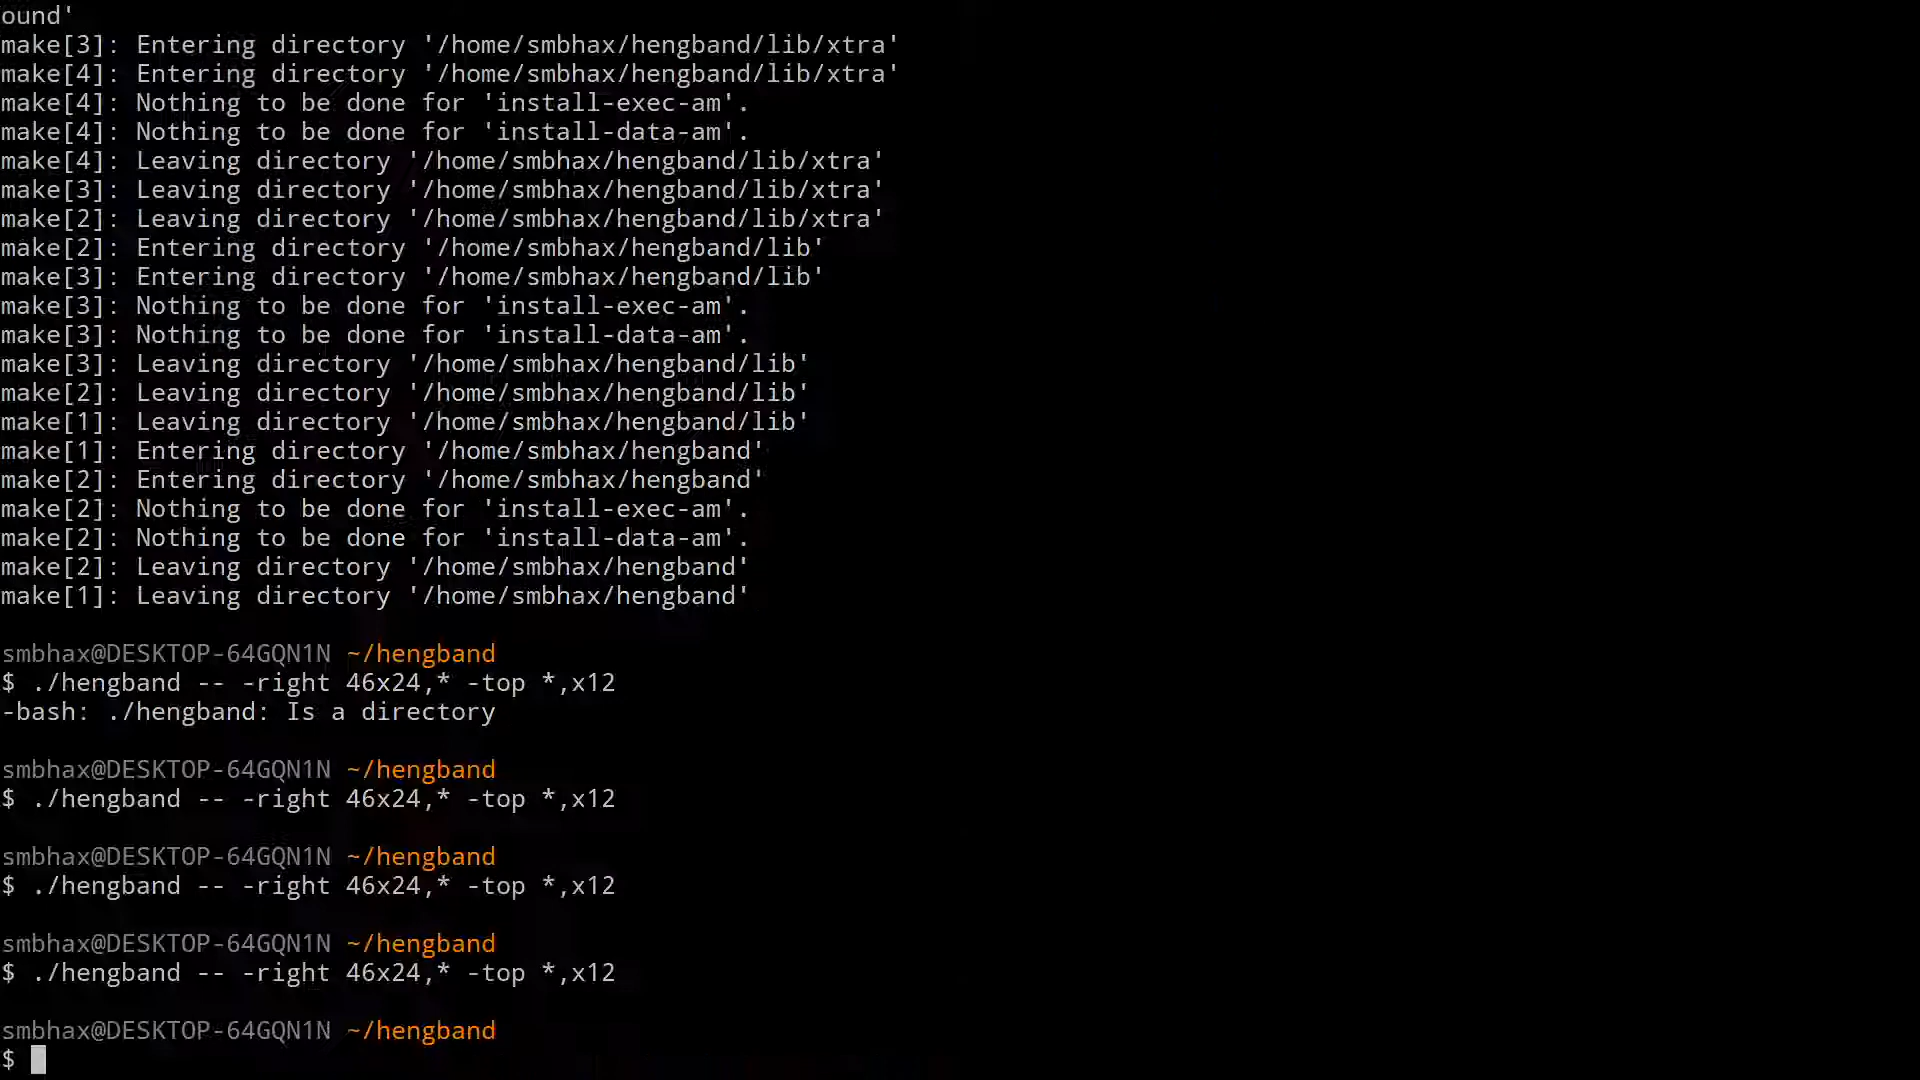 ound'
make[3]: Entering directory '/home/smbhax/hengband/lib/xtra'
make[4]: Entering directory '/home/smbhax/hengband/lib/xtra'
make[4]: Nothing to be done for 'install-exec-am'.
make[4]: Nothing to be done for 'install-data-am'.
make[4]: Leaving directory '/home/smbhax/hengband/lib/xtra'
make[3]: Leaving directory '/home/smbhax/hengband/lib/xtra'
make[2]: Leaving directory '/home/smbhax/hengband/lib/xtra'
make[2]: Entering directory '/home/smbhax/hengband/lib'
make[3]: Entering directory '/home/smbhax/hengband/lib'
make[3]: Nothing to be done for 'install-exec-am'.
make[3]: Nothing to be done for 'install-data-am'.
make[3]: Leaving directory '/home/smbhax/hengband/lib'
make[2]: Leaving directory '/home/smbhax/hengband/lib'
make[1]: Leaving directory '/home/smbhax/hengband/lib'
make[1]: Entering directory '/home/smbhax/hengband'
make[2]: Entering directory '/home/smbhax/hengband'
make[2]: Nothing to be done for 'install-exec-am'.
make[2]: Nothing to be done for 'install-data-am'.
make[2]: Leaving directory '/home/smbhax/hengband'
make[1]: Leaving directory '/home/smbhax/hengband'
smbhax@DESKTOP-64GQN1N ~/hengband
$ ./hengband -- -right 46x24,* -top *,x12
-bash: ./hengband: Is a directory
smbhax@DESKTOP-64GQN1N ~/hengband
$ ./hengband -- -right 46x24,* -top *,x12
smbhax@DESKTOP-64GQN1N ~/hengband
$ ./hengband -- -right 46x24,* -top *,x12
smbhax@DESKTOP-64GQN1N ~/hengband
$ ./hengband -- -right 46x24,* -top *,x12
smbhax@DESKTOP-64GQN1N ~/hengband
$